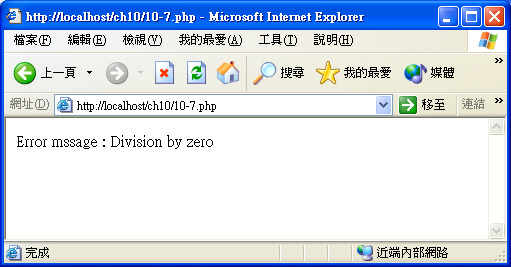 http://localhost/ch10/10-7.php - Microsoft Internet Explorer
檔案(F) 編輯(E) 檢視(V) 我的最愛(A) 工具(T) 說明(H)
上一頁 搜尋 我的最愛 媒體 »
網址(D) http://localhost/ch10/10-7.php 移至 連結 »
Error mssage : Division by zero
完成 近端內部網路